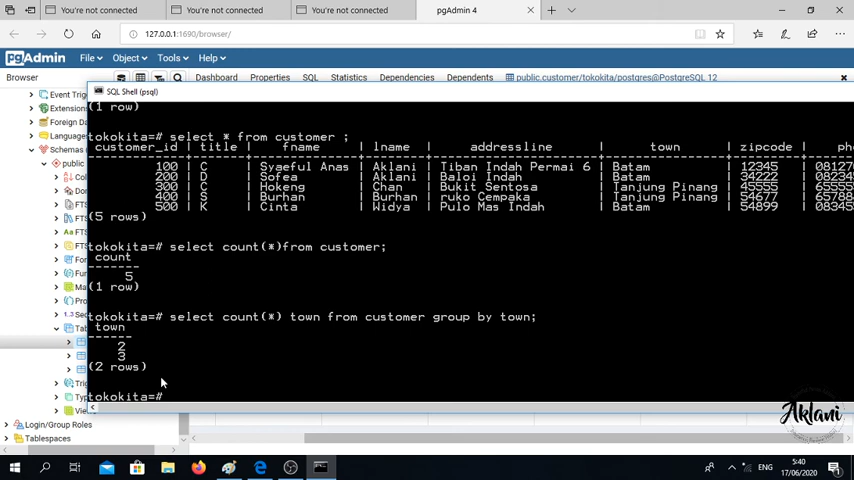 You're not connected
You're not connected
You're not connected
pgAdmin 4
127.0.0.1:1690/browser/
pgAdmin
File
Object
Tools
Help
Browser
Dashboard
Properties
SQL
Statistics
Dependencies
Dependents
public.customer/tokokita/postgres@PostgreSQL 12
SQL Shell (psql)
Event Trig
Extensions
Foreign Da
Languages
Schemas
public
(1 row)
tokokita=# select * from customer ;
customer_id | title | fname | lname | addressline | town | zipcode | pho
100 | C | Syaeful Anas | Aklani | Tiban Indah Permai 6 | Batam | 12345 | 08127
200 | D | Sofea | Aklani | Baloi Indah | Batam | 34222 | 082345
300 | C | Hokeng | Chan | Bukit Sentosa | Tanjung Pinang | 45555 | 65555
400 | S | Burhan | Burhan | ruko Cempaka | Tanjung Pinang | 54677 | 65788
500 | K | Cinta | Widya | Pulo Mas Indah | Batam | 54899 | 08345
(5 rows)
tokokita=# select count(*)from customer;
count
5
(1 row)
tokokita=# select count(*) town from customer group by town;
town
2
3
(2 rows)
tokokita=#
Login/Group Roles
Tablespaces
Aklani
ENG
5:40
17/06/2020